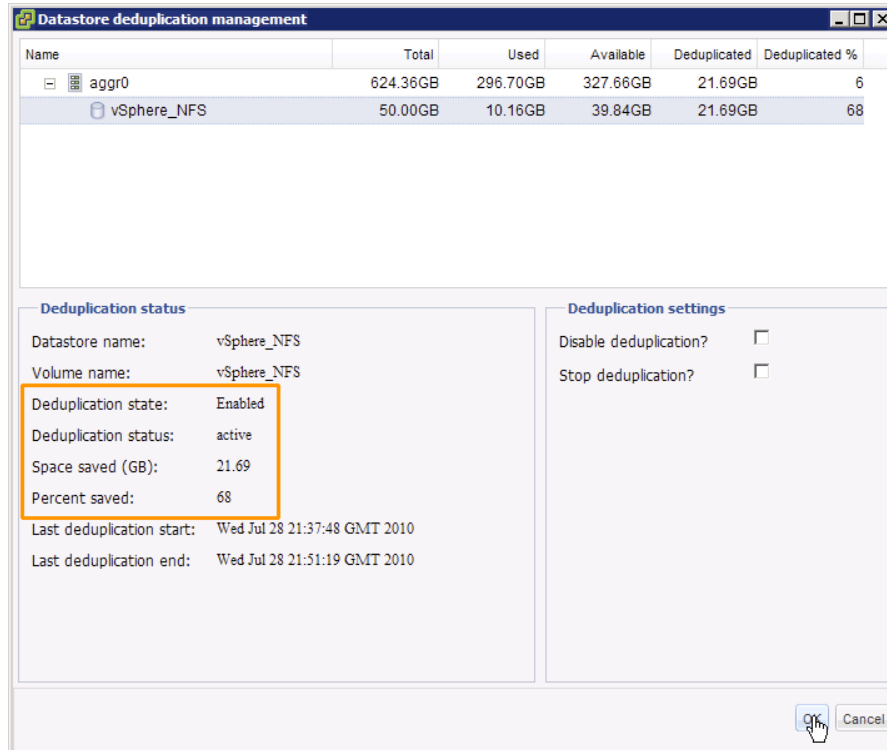 Datastore deduplication management
Name Total Used Available Deduplicated Deduplicated %
aggr0 624.36GB 296.70GB 327.66GB 21.69GB 6
vSphere_NFS 50.00GB 10.16GB 39.84GB 21.69GB 68
Deduplication status
Datastore name: vSphere_NFS
Volume name: vSphere_NFS
Deduplication state: Enabled
Deduplication status: active
Space saved (GB): 21.69
Percent saved: 68
Last deduplication start: Wed Jul 28 21:37:48 GMT 2010
Last deduplication end: Wed Jul 28 21:51:19 GMT 2010
Deduplication settings
Disable deduplication?
Stop deduplication?
OK Cancel